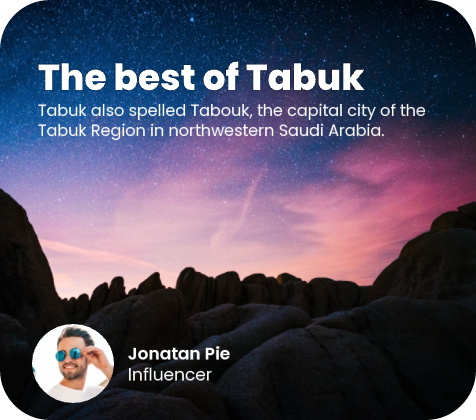 The best of Tabuk
Tabuk also spelled Tabouk, the capital city of the
Tabuk Region in northwestern Saudi Arabia.
Jonatan Pie
Influencer